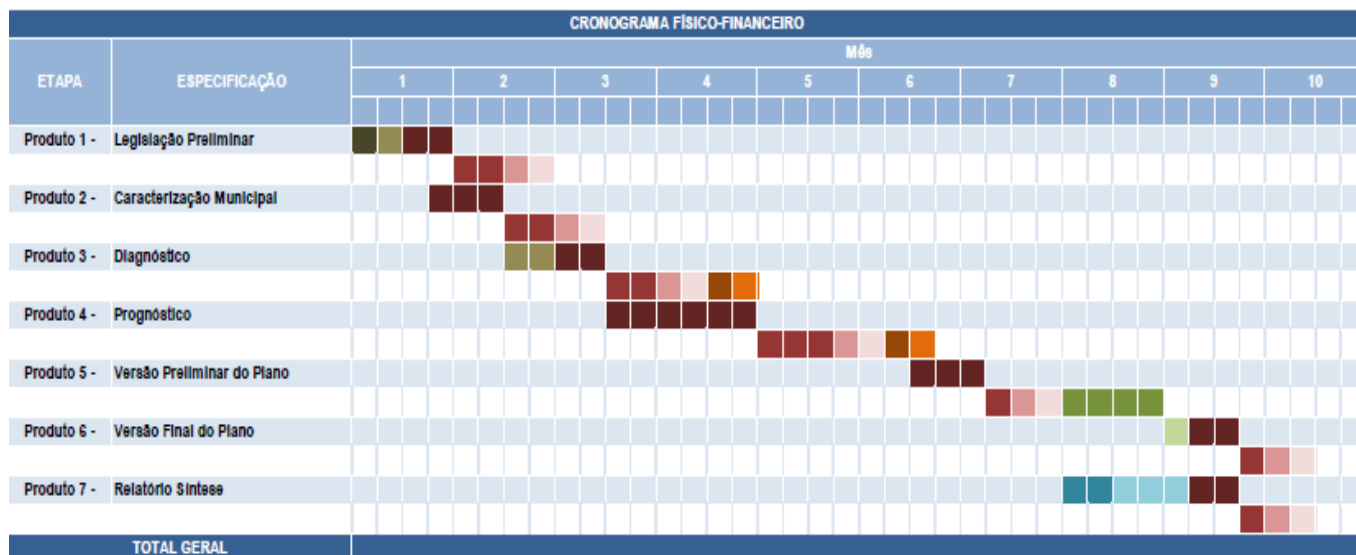 CRONOGRAMA FÍSICO-FINANCEIRO
ETAPA ESPECIFICAÇÃO Mês
1 2 3 4 5 6 7 8 9 10
Produto 1 - Legislação Preliminar
Produto 2 - Caracterização Municipal
Produto 3 - Diagnóstico
Produto 4 - Prognóstico
Produto 5 - Versão Preliminar do Plano
Produto 6 - Versão Final do Plano
Produto 7 - Relatório Síntese
TOTAL GERAL